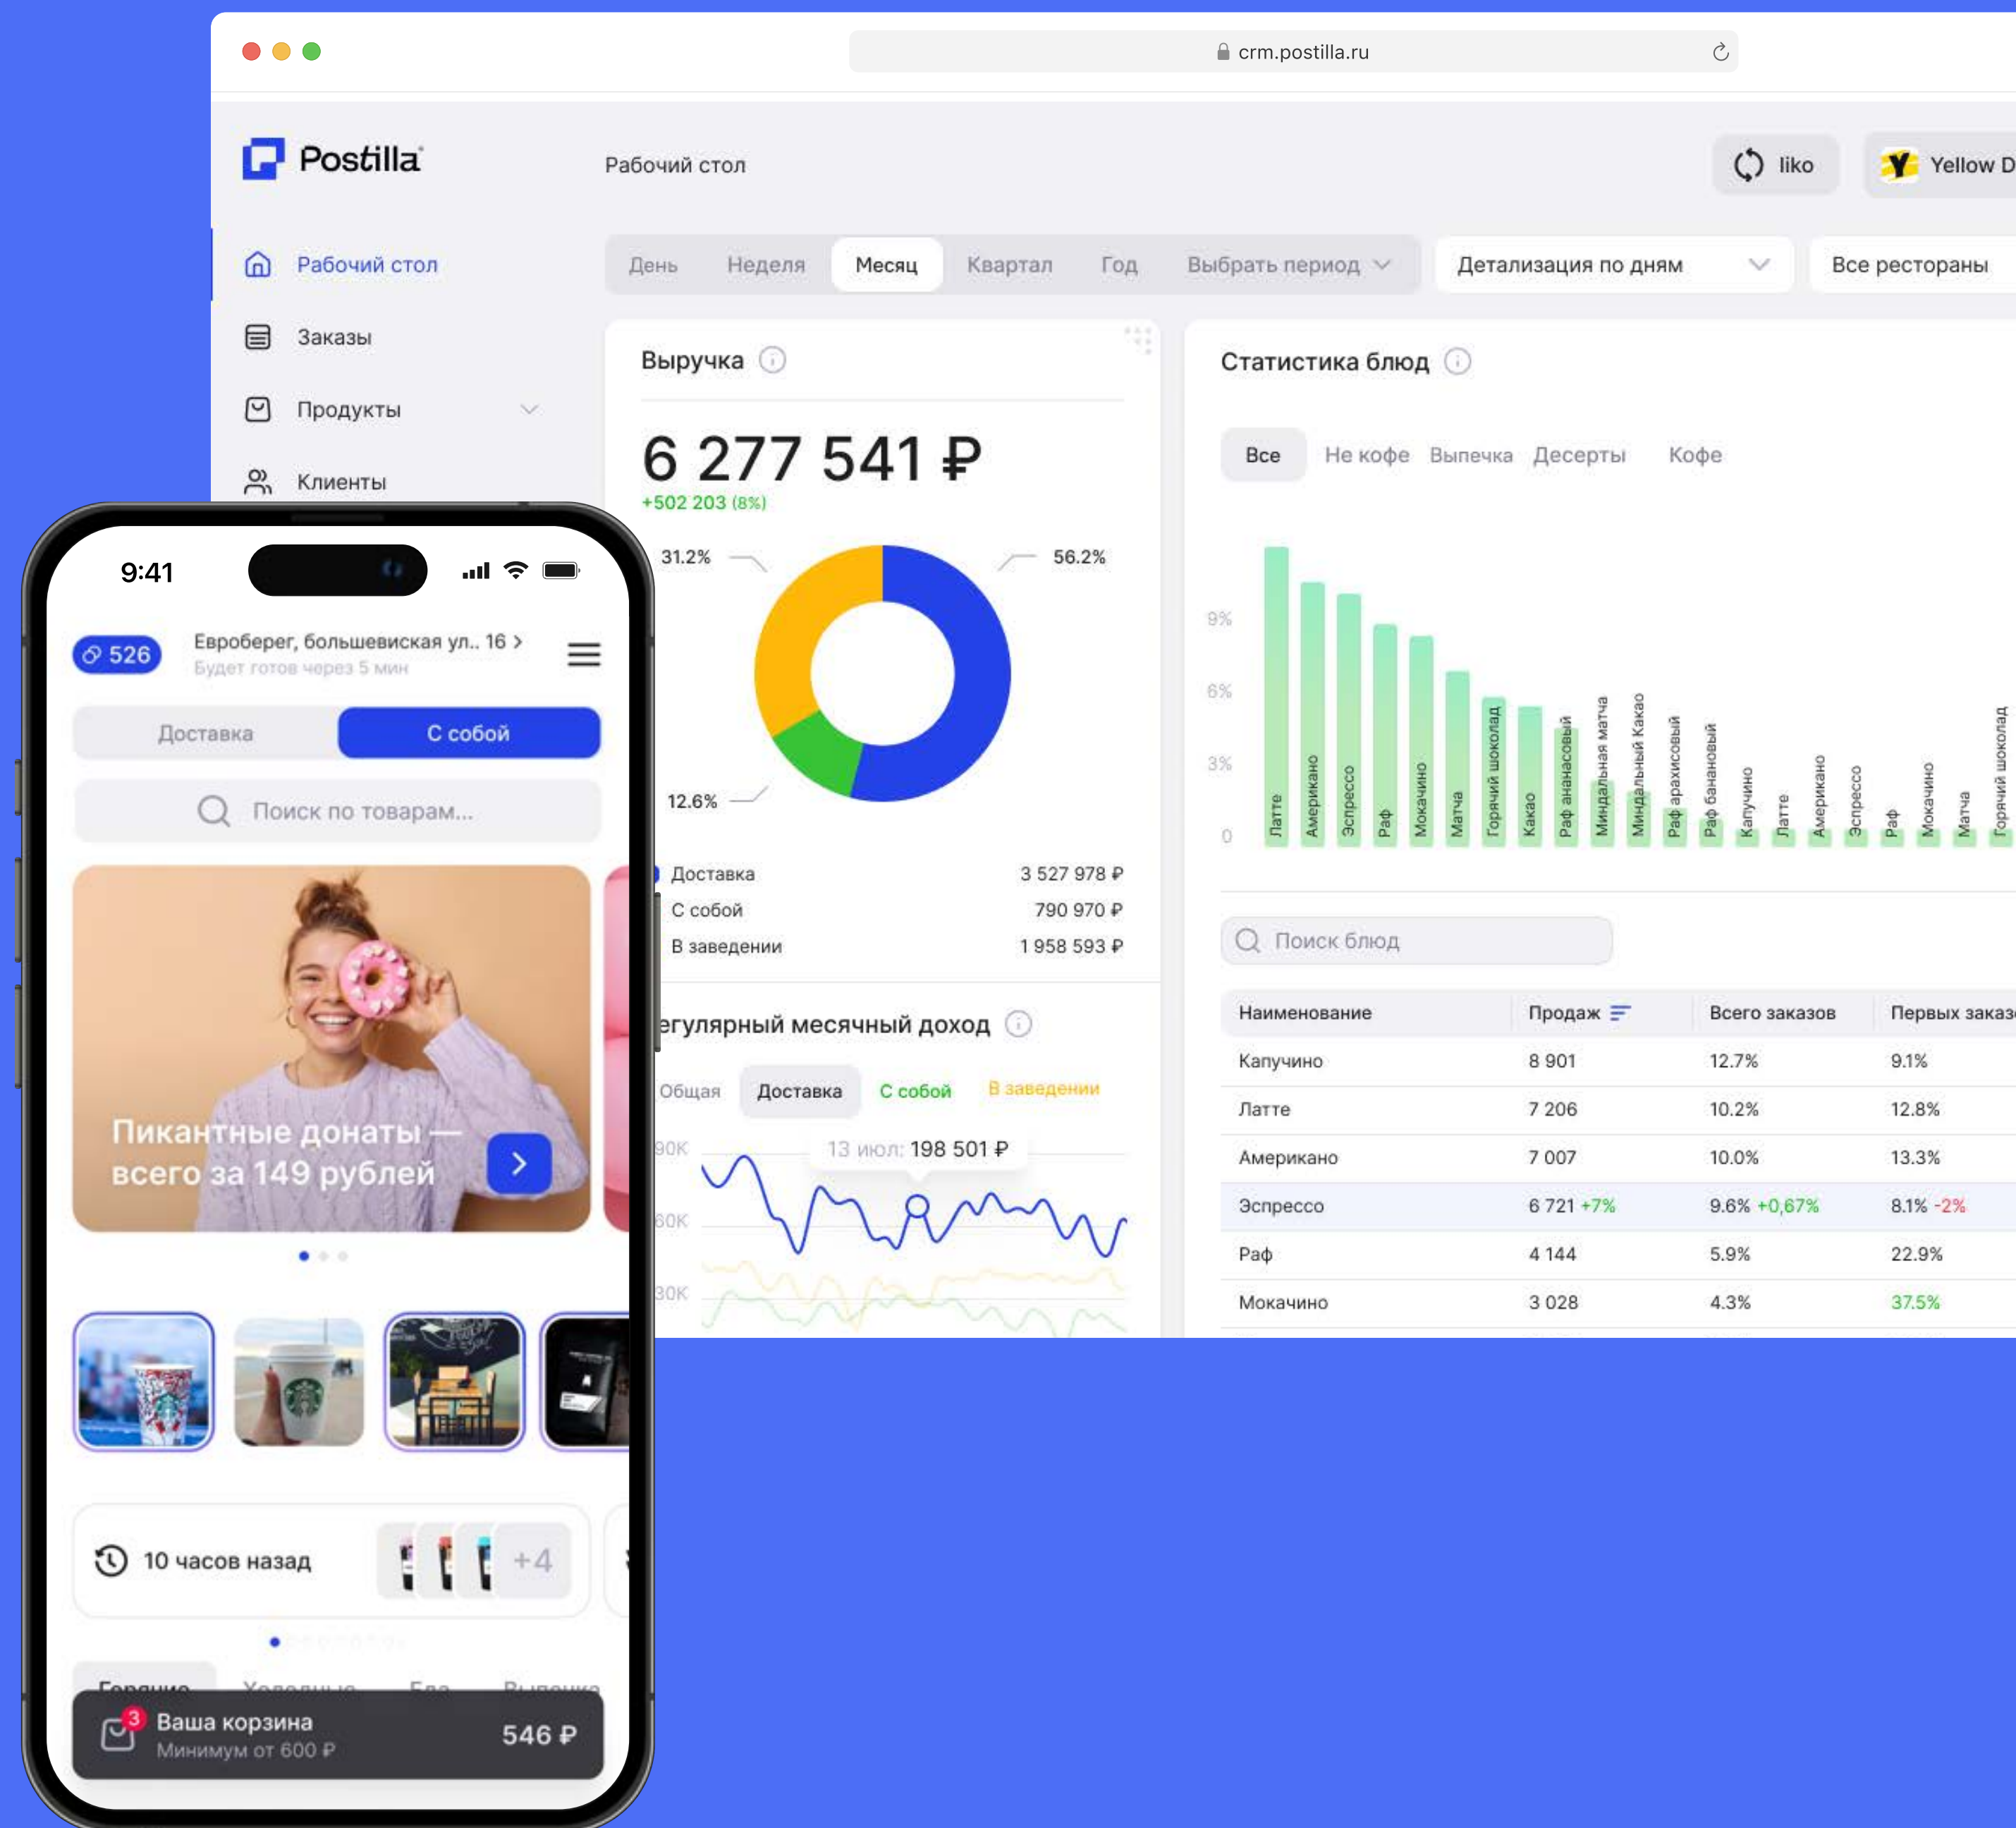 crm.postilla.ru
Postilla
Рабочий стол
liko
Yellow D
Рабочий стол
Заказы
Продукты
Клиенты
День Неделя Месяц Квартал Год Выбрать период
Детализация по дням
Все рестораны
Выручка
6 277 541 ₽
+502 203 (8%)
31.2%
56.2%
12.6%
Доставка 3 527 978 ₽
С собой 790 970 ₽
В заведении 1 958 593 ₽
егулярный месячный доход
Общая Доставка С собой В заведении
13 июл: 198 501 ₽
90K
60K
30K
Статистика блюд
Все Не кофе Выпечка Десерты Кофе
9%
6%
3%
0
Латте
Американо
Эспрессо
Раф
Мокачино
Матча
Горячий шоколад
Какао
Раф ананасовый
Миндальная матча
Миндальный Какао
Раф арахисовый
Раф банановый
Капучино
Латте
Американо
Эспрессо
Раф
Мокачино
Матча
Горячий шоколад
Поиск блюд
Наименование Продаж Всего заказов Первых заказ
Капучино 8 901 12.7% 9.1%
Латте 7 206 10.2% 12.8%
Американо 7 007 10.0% 13.3%
Эспрессо 6 721 +7% 9.6% +0,67% 8.1% -2%
Раф 4 144 5.9% 22.9%
Мокачино 3 028 4.3% 37.5%
9:41
526
Евроберег, большевиская ул.. 16 >
Будет готов через 5 мин
Доставка С собой
Поиск по товарам...
Пикантные донаты —
всего за 149 рублей
10 часов назад
+4
Горячие Холодные Еда Выпечка
3
Ваша корзина
Минимум от 600 ₽
546 ₽